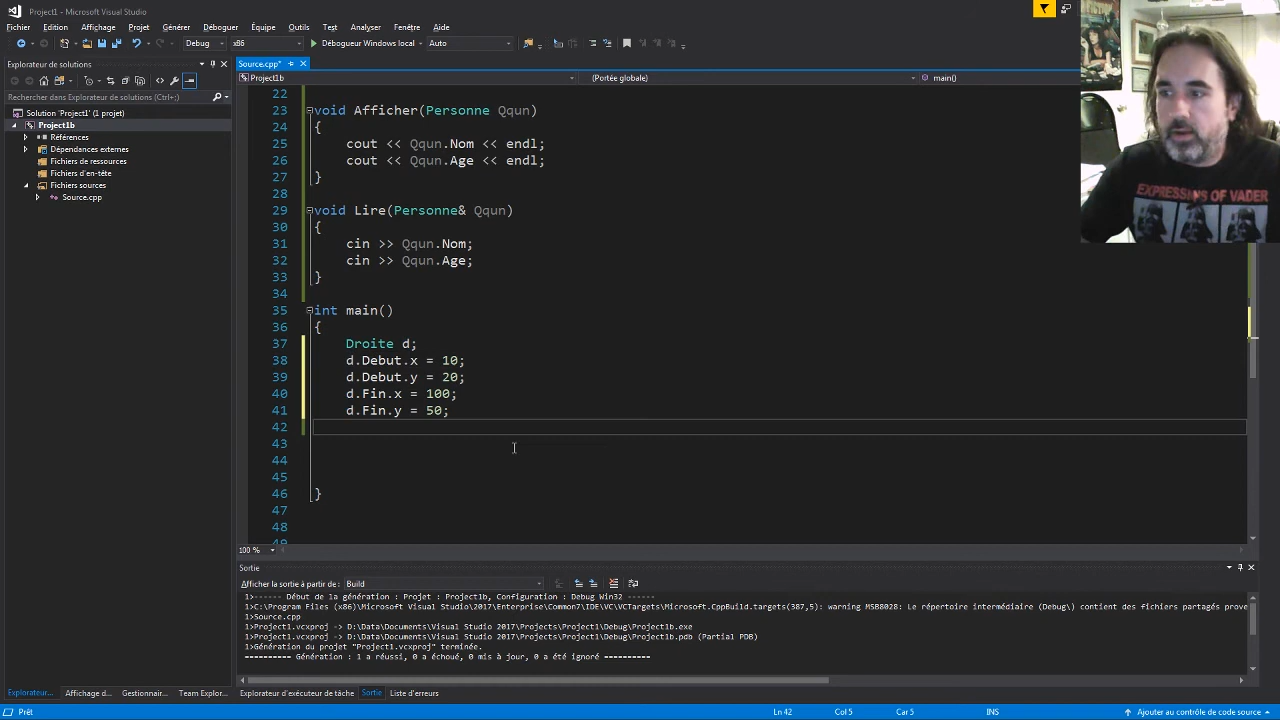 Project1 - Microsoft Visual Studio
Fichier Edition Affichage Projet Générer Déboguer Équipe Outils Test Analyser Fenêtre Aide
Debug x86 Débogueur Windows local Auto
Explorateur de solutions
Source.cpp*
Project1b (Portée globale) main()
Rechercher dans Explorateur de solutions (Ctrl+;)
Solution 'Project1' (1 projet)
Project1b
Références
Dépendances externes
Fichiers de ressources
Fichiers d'en-tête
Fichiers sources
Source.cpp
22
23 void Afficher(Personne Qqun)
24 {
25 cout << Qqun.Nom << endl;
26 cout << Qqun.Age << endl;
27 }
28
29 void Lire(Personne& Qqun)
30 {
31 cin >> Qqun.Nom;
32 cin >> Qqun.Age;
33 }
34
35 int main()
36 {
37 Droite d;
38 d.Debut.x = 10;
39 d.Debut.y = 20;
40 d.Fin.x = 100;
41 d.Fin.y = 50;
42
43
44
45
46 }
47
48
49
100 %
EXPRESSIONS OF VADER
Sortie
Afficher la sortie à partir de : Build
1>------ Début de la génération : Projet : Project1b, Configuration : Debug Win32 ------
1>C:\Program Files (x86)\Microsoft Visual Studio\2017\Enterprise\Common7\IDE\VC\VCTargets\Microsoft.CppBuild.targets(387,5): warning MSB8028: Le répertoire intermédiaire (Debug\) contient des fichiers partagés prove
1>Source.cpp
1>Project1.vcxproj -> D:\Data\Documents\Visual Studio 2017\Projects\Project1\Debug\Project1b.exe
1>Project1.vcxproj -> D:\Data\Documents\Visual Studio 2017\Projects\Project1\Debug\Project1b.pdb (Partial PDB)
1>Génération du projet "Project1.vcxproj" terminée.
========== Génération : 1 a réussi, 0 a échoué, 0 mis à jour, 0 a été ignoré ==========
Explorateur... Affichage d... Gestionnair... Team Explor... Explorateur d'exécuteur de tâche Sortie Liste d'erreurs
Prêt Ln 42 Col 5 Car 5 INS Ajouter au contrôle de code source